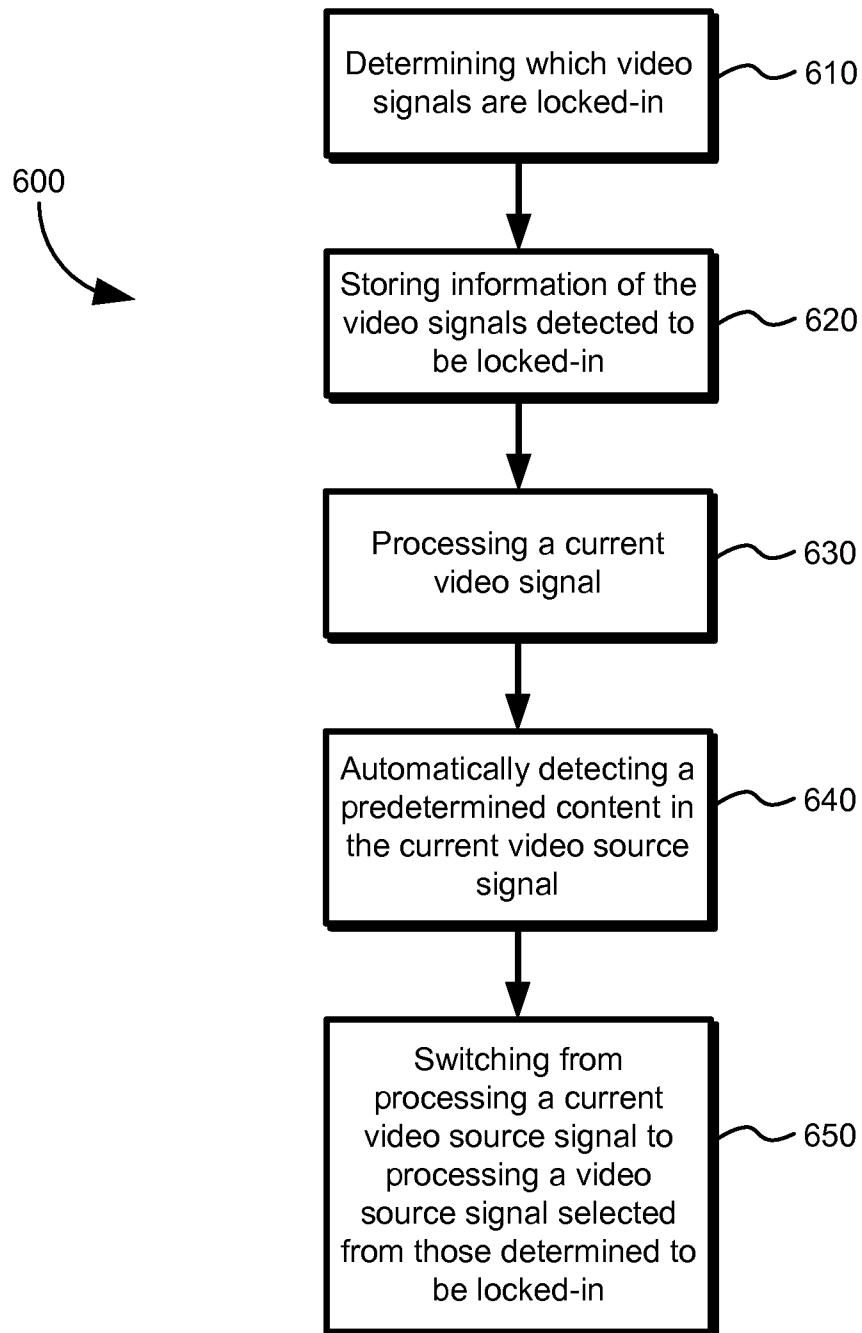 Determining which video
signals are locked-in
610
600
Storing information of the
video signals detected to
be locked-in
620
Processing a current
video signal
630
Automatically detecting a
predetermined content in
the current video source
signal
640
Switching from
processing a current
video source signal to
processing a video
source signal selected
from those determined to
be locked-in
650